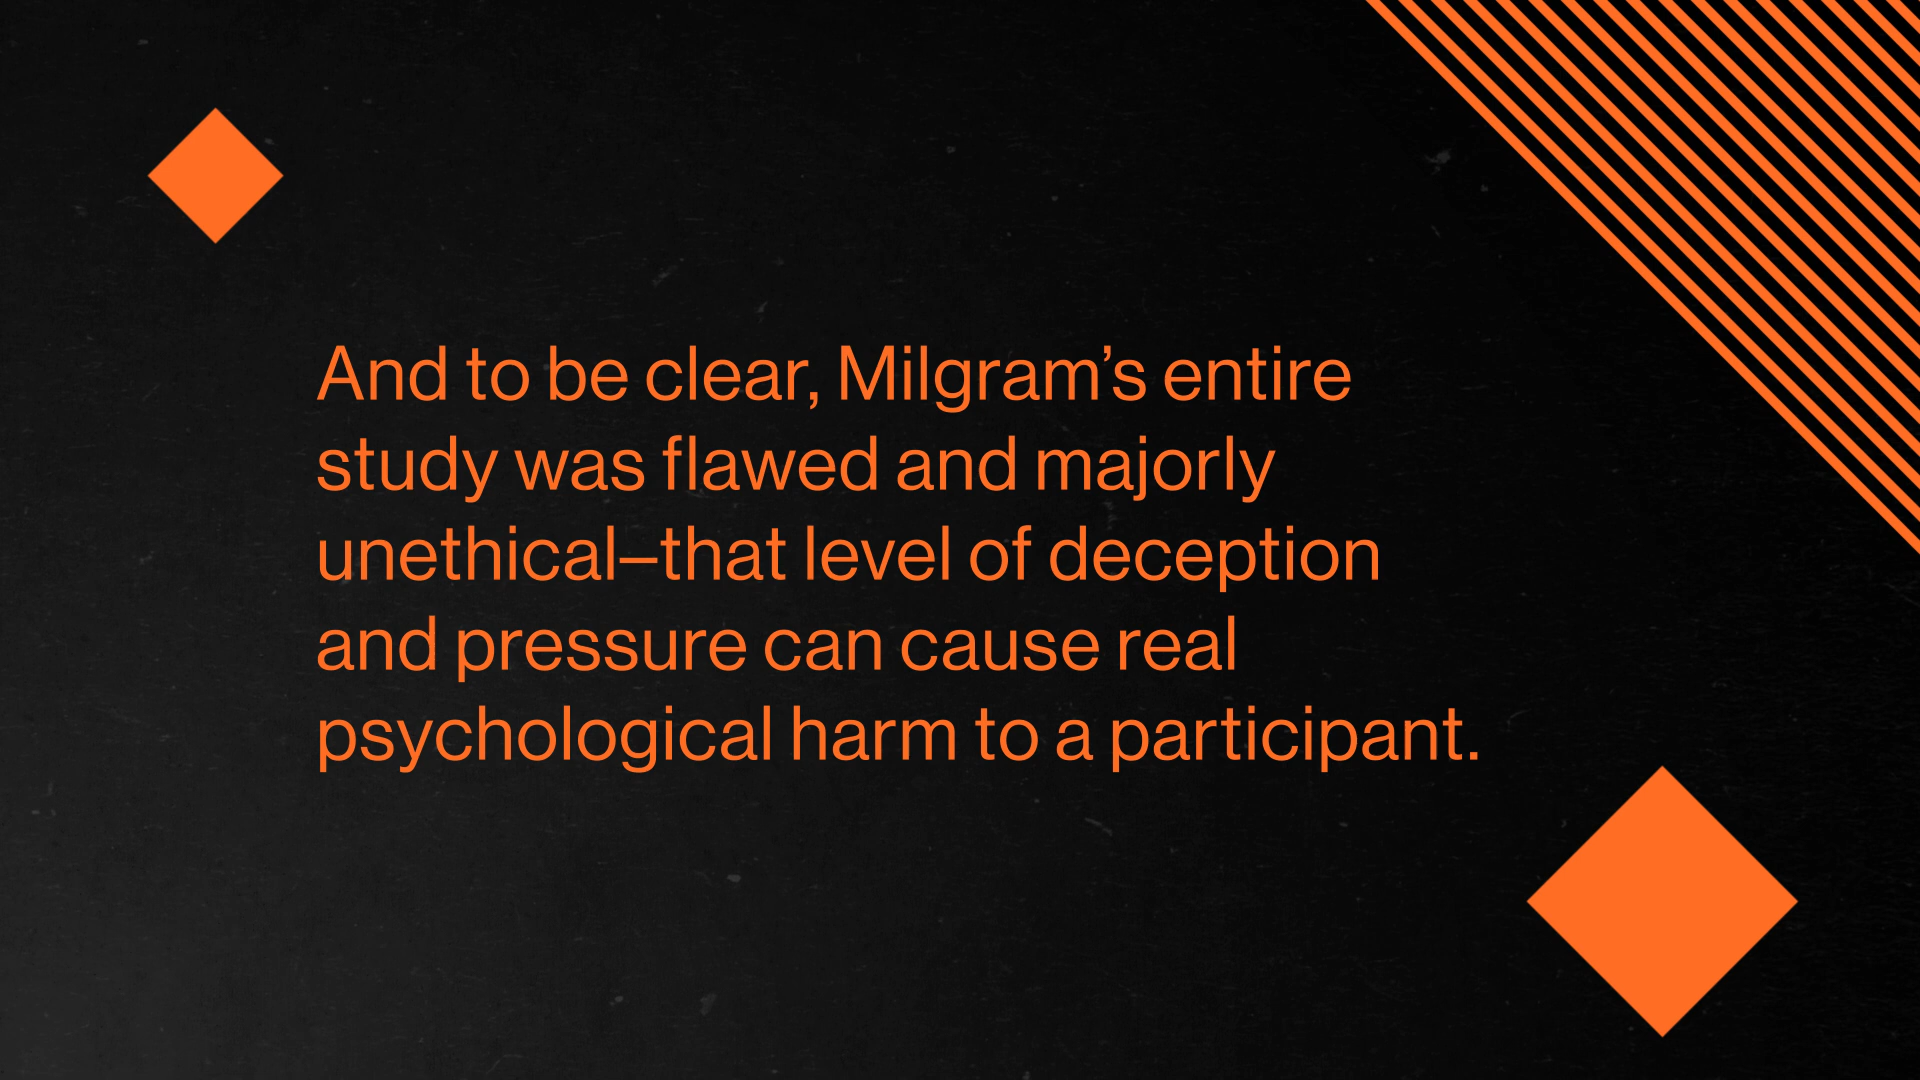 And to be clear, Milgram’s entire
study was flawed and majorly
unethical–that level of deception
and pressure can cause real
psychological harm to a participant.